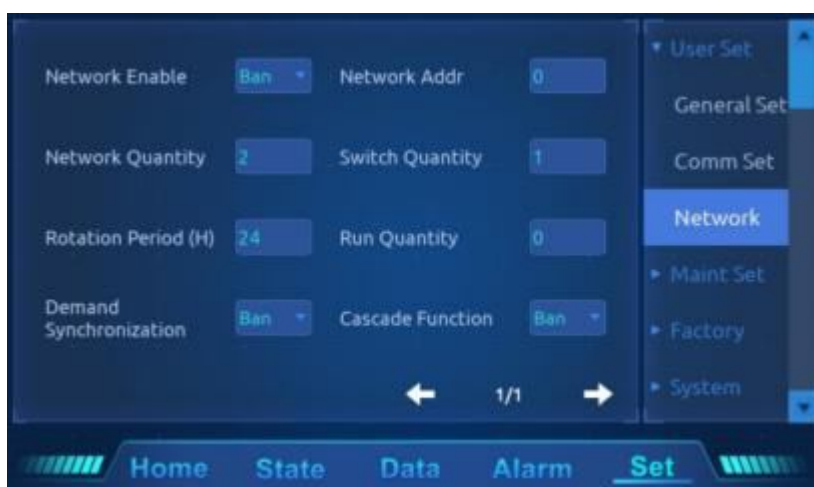 Network Enable Ban Network Addr 0
Network Quantity 2 Switch Quantity 1
Rotation Period (H) 24 Run Quantity 0
Demand
Synchronization Ban Cascade Function Ban
1/1
User Set
General Set
Comm Set
Network
Maint Set
Factory
System
Home State Data Alarm Set